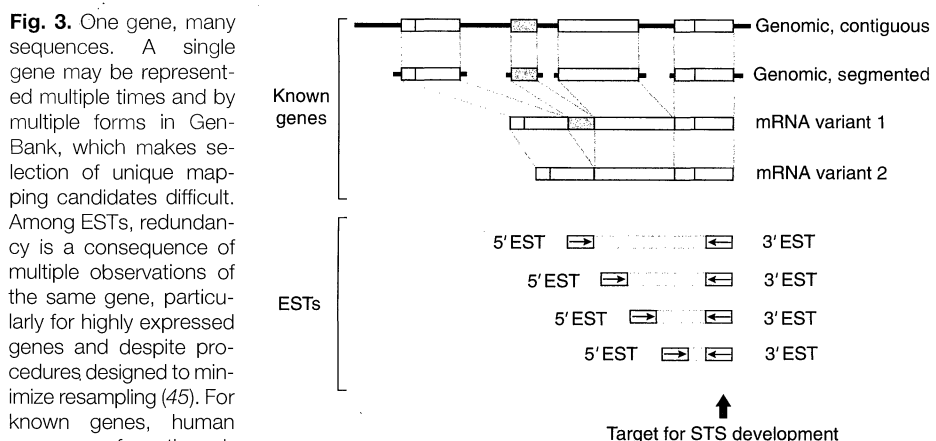 Fig. 3. One gene, many
sequences. A single
gene may be represent-
ed multiple times and by
multiple forms in Gen-
Bank, which makes se-
lection of unique map-
ping candidates difficult.
Among ESTs, redundan-
cy is a consequence of
multiple observations of
the same gene, particu-
larly for highly expressed
genes and despite pro-
cedures designed to min-
imize resampling (45). For
known genes, human
Known
genes
Genomic, contiguous
Genomic, segmented
mRNA variant 1
mRNA variant 2
ESTs
5′ EST 3′ EST
5′ EST 3′ EST
5′ EST 3′ EST
5′ EST 3′ EST
Target for STS development